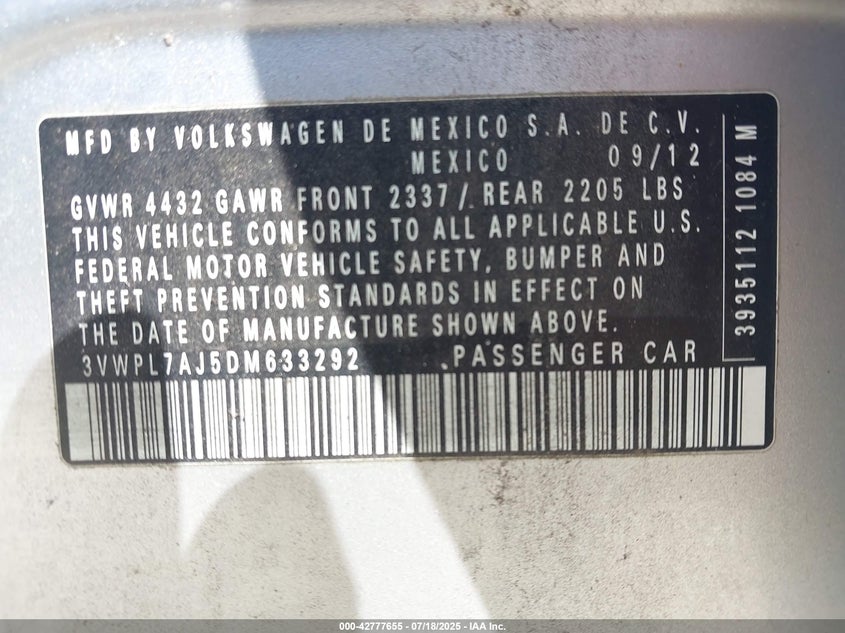 MFD BY VOLKSWAGEN DE MEXICO S.A. DE C.V.
MEXICO 09/12
GVWR 4432 GAWR FRONT 2337/ REAR 2205 LBS
THIS VEHICLE CONFORMS TO ALL APPLICABLE U.S.
FEDERAL MOTOR VEHICLE SAFETY, BUMPER AND
THEFT PREVENTION STANDARDS IN EFFECT ON
THE DATE OF MANUFACTURE SHOWN ABOVE.
3VWPL7AJ5DM633292 PASSENGER CAR
3935112 1084 M
000-42777655 - 07/18/2025 - IAA Inc.